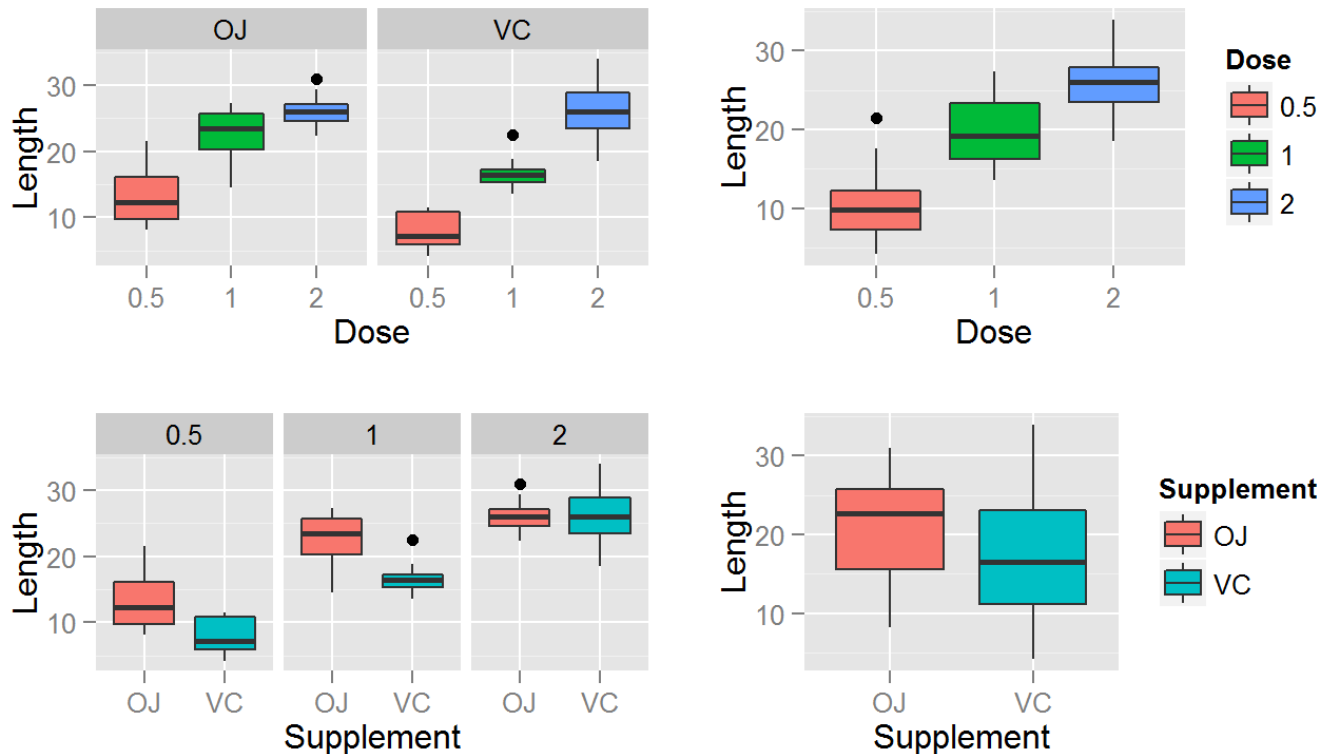 OJ VC
Length
30
20
10
0.5 1 2 0.5 1 2
Dose
Length
30
20
10
0.5 1 2
Dose
Dose
0.5
1
2
0.5 1 2
Length
30
20
10
OJ VC OJ VC OJ VC
Supplement
Length
30
20
10
OJ VC
Supplement
Supplement
OJ
VC